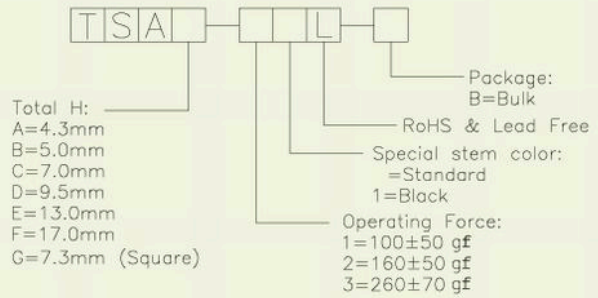 TSA - L -
Package:
B=Bulk
RoHS & Lead Free
Special stem color:
=Standard
1=Black
Operating Force:
1=100±50 gf
2=160±50 gf
3=260±70 gf
Total H:
A=4.3mm
B=5.0mm
C=7.0mm
D=9.5mm
E=13.0mm
F=17.0mm
G=7.3mm (Square)